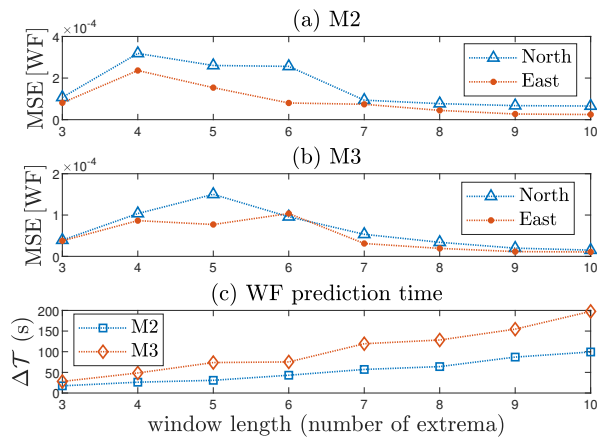 (a) M2
×10⁻⁴
4
2
0
MSE [WF]
North
East
3 4 5 6 7 8 9 10
(b) M3
×10⁻⁴
2
1
0
MSE [WF]
North
East
3 4 5 6 7 8 9 10
(c) WF prediction time
200
150
100
50
0
Δ𝒯 (s)
M2
M3
3 4 5 6 7 8 9 10
window length (number of extrema)